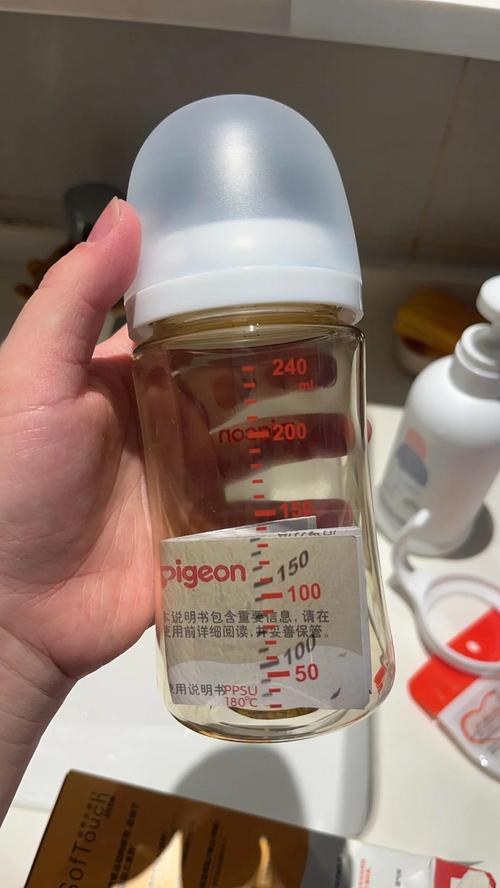 240
ml
200
150
pigeon
150
100
本说明书包含重要信息，请在
使用前详细阅读，并妥善保管。
100
50
使用说明书
PPSU
180℃
SofTouch